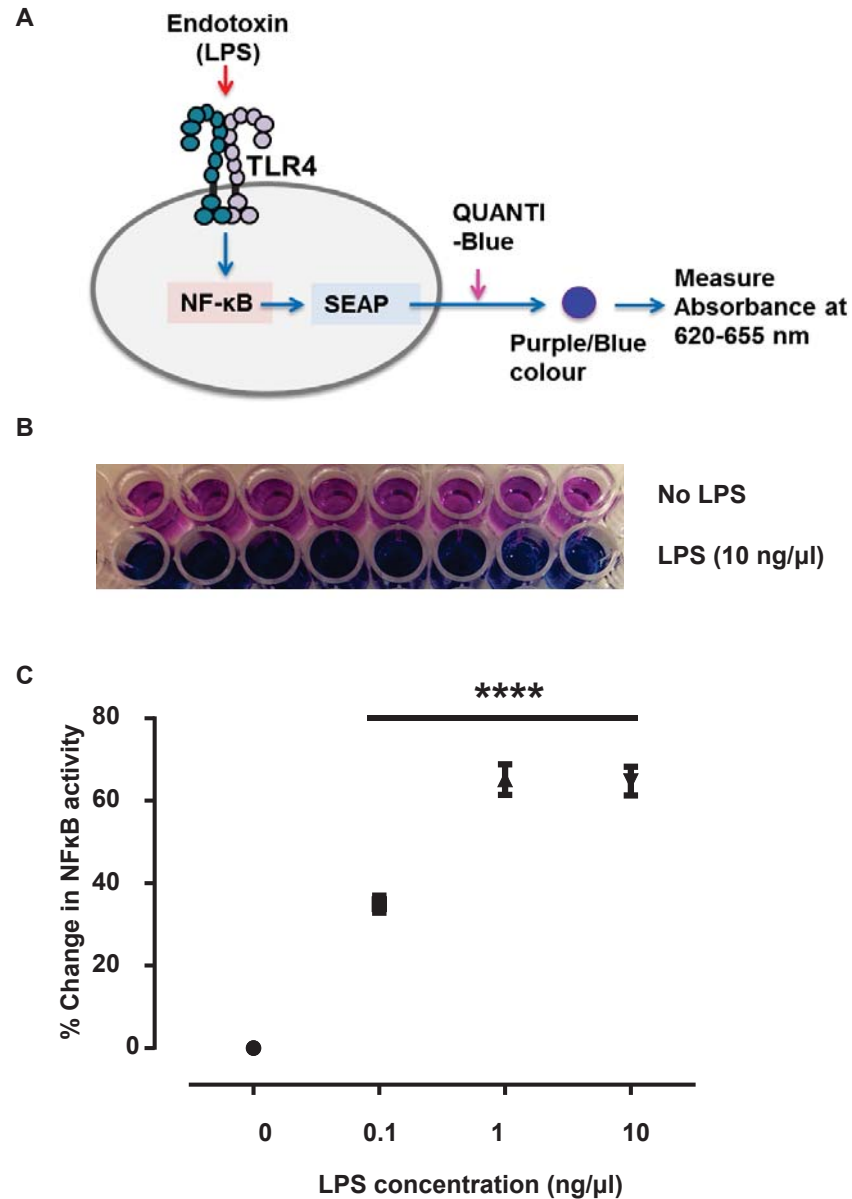 A
Endotoxin
(LPS)
TLR4
NF-κB
SEAP
QUANTI
-Blue
Purple/Blue
colour
Measure
Absorbance at
620-655 nm
B
No LPS
LPS (10 ng/µl)
C
****
% Change in NFκB activity
80
60
40
20
0
0 0.1 1 10
LPS concentration (ng/µl)